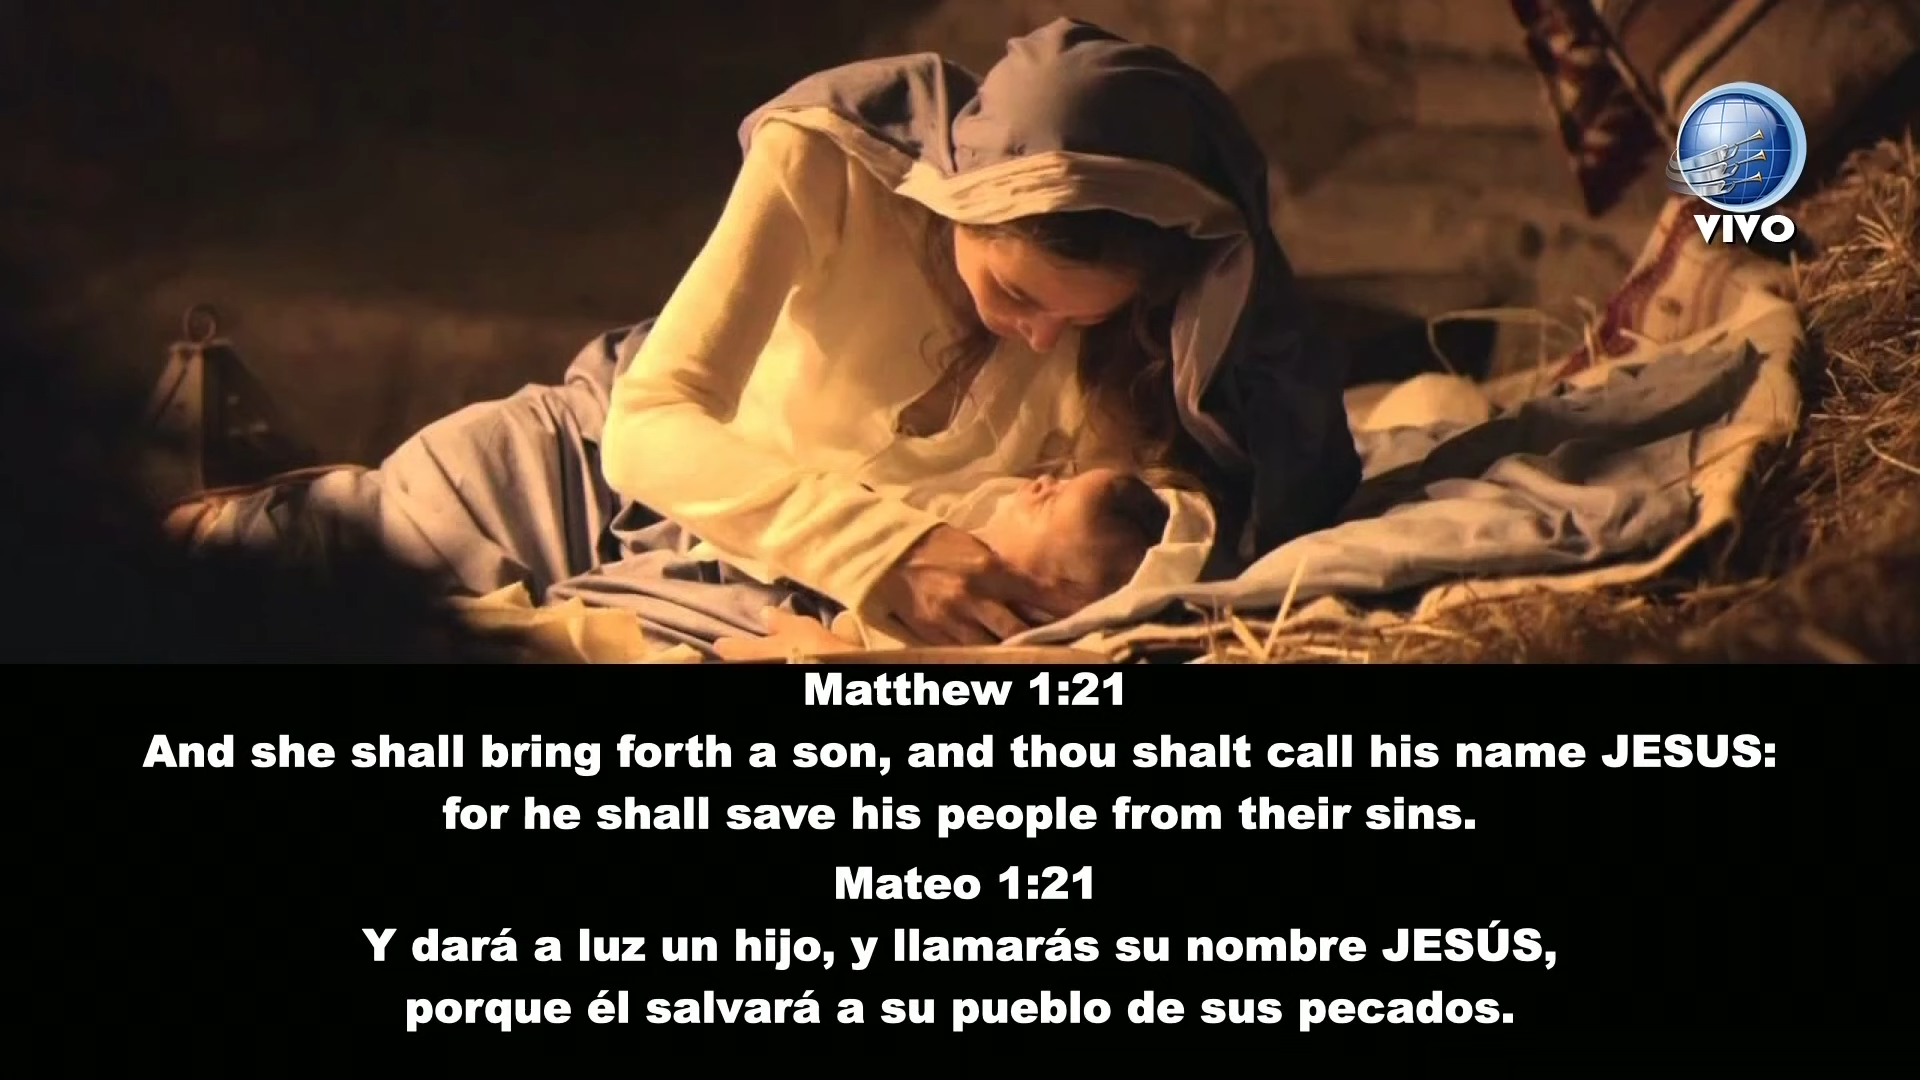 VIVO
Matthew 1:21
And she shall bring forth a son, and thou shalt call his name JESUS:
for he shall save his people from their sins.
Mateo 1:21
Y dará a luz un hijo, y llamarás su nombre JESÚS,
porque él salvará a su pueblo de sus pecados.